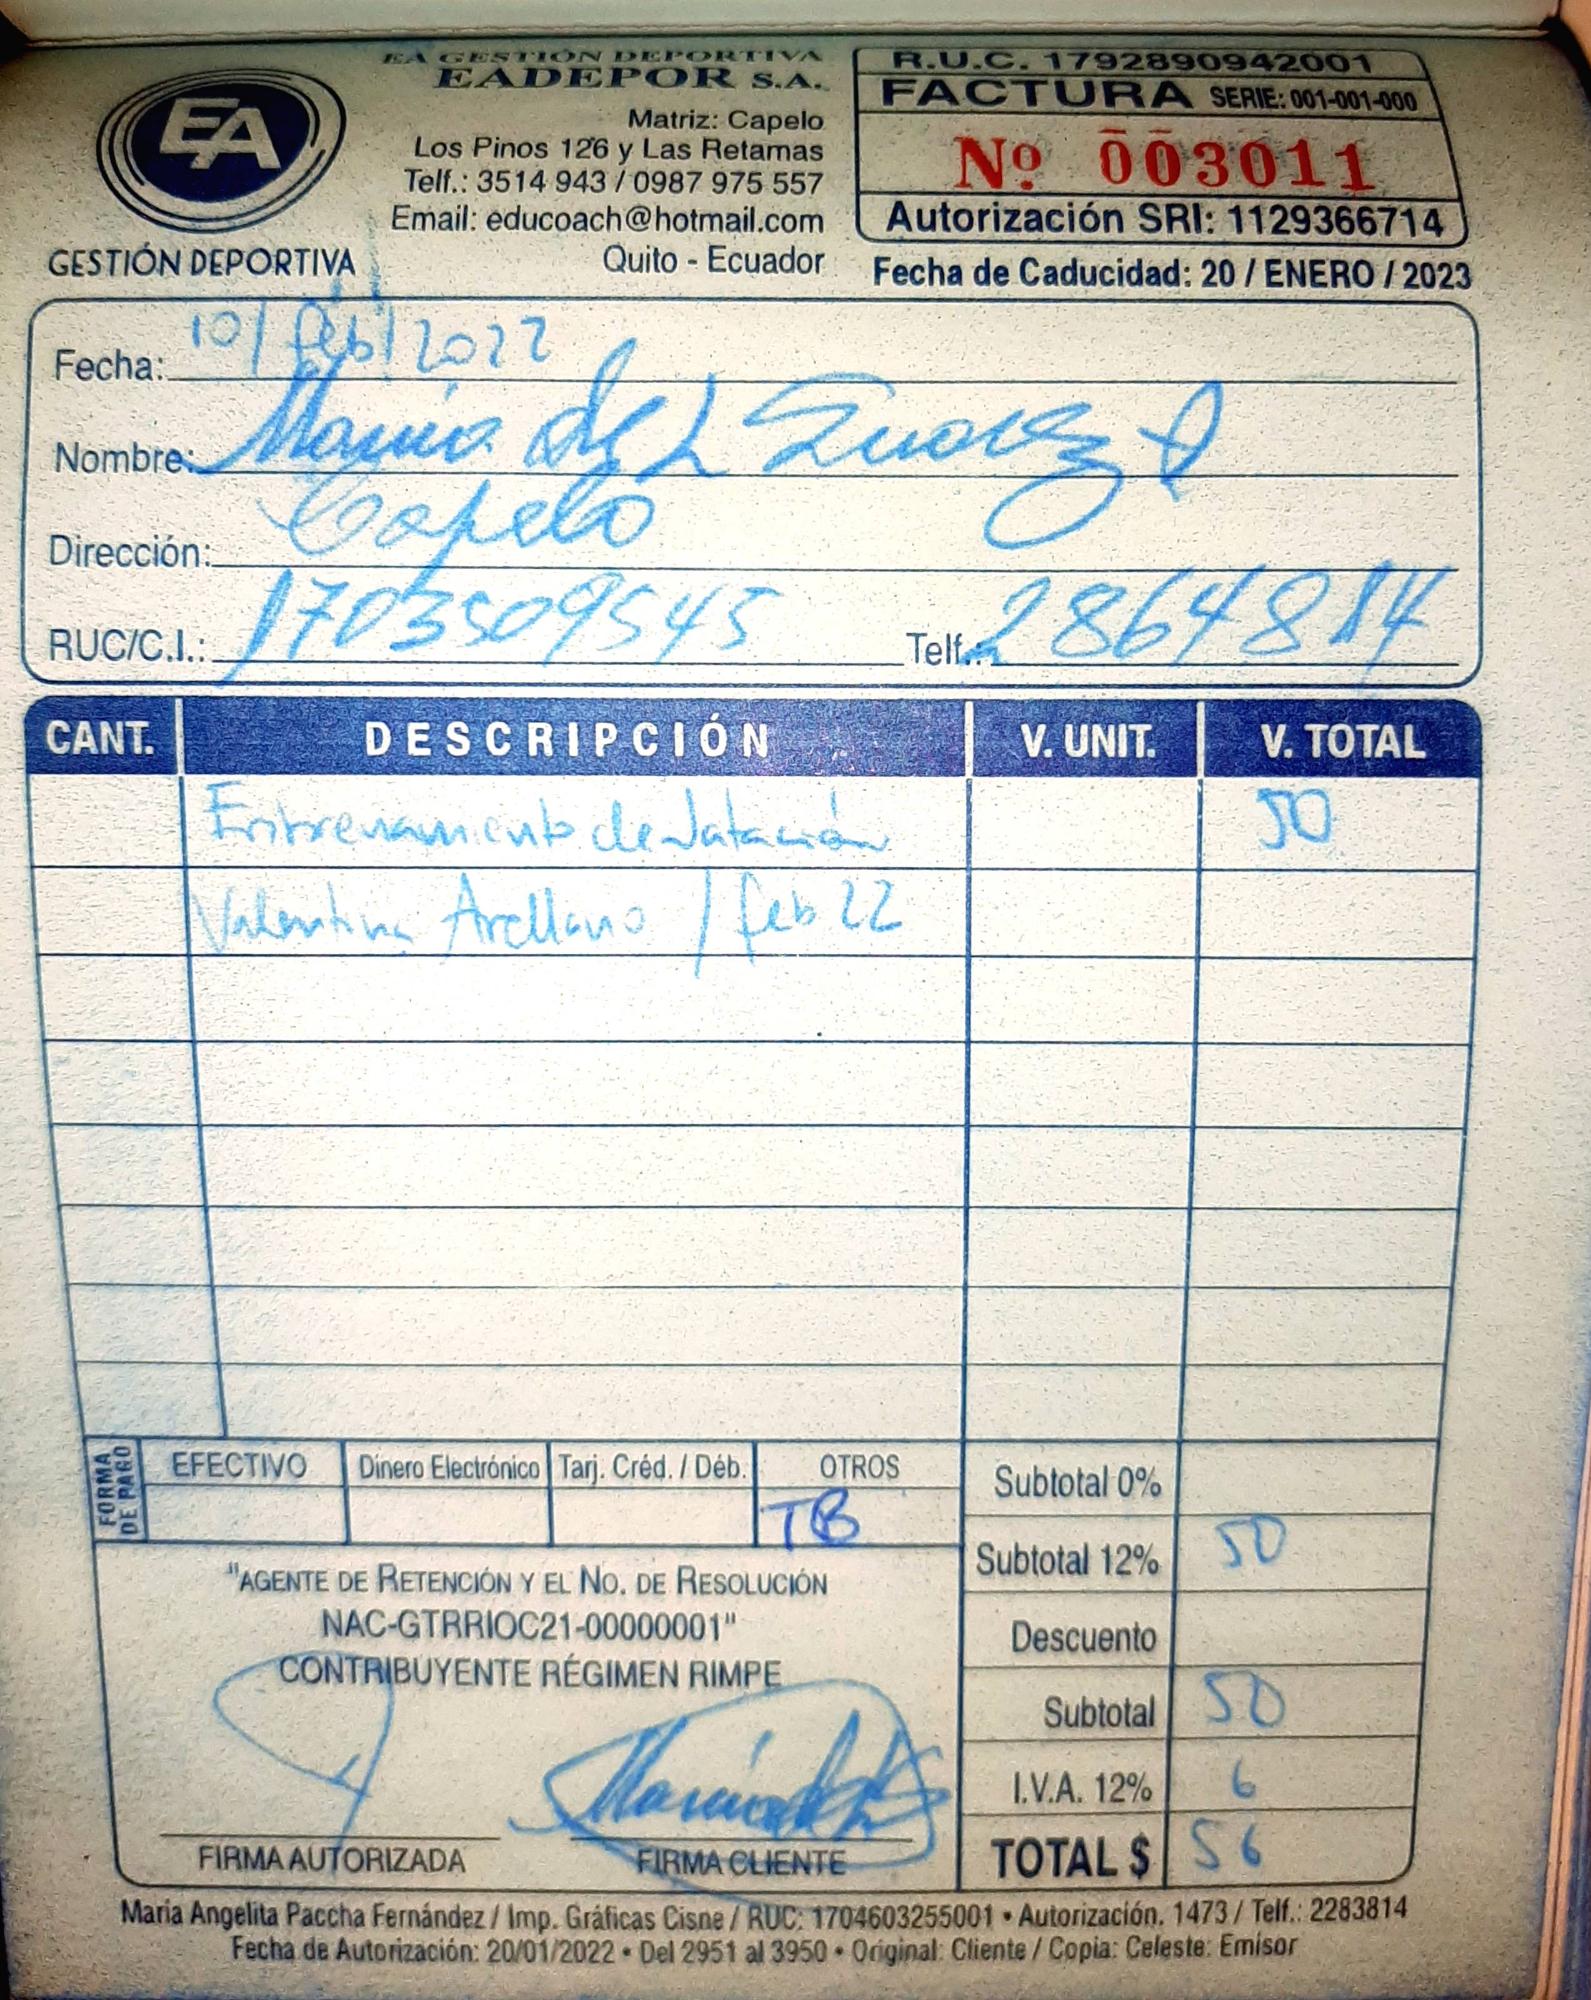 EA GESTIÓN DEPORTIVA
EADEPOR S.A.
EA
GESTIÓN DEPORTIVA
Matriz: Capelo
Los Pinos 126 y Las Retamas
Telf.: 3514 943 / 0987 975 557
Email: educoach@hotmail.com
Quito - Ecuador
R.U.C. 1792890942001
FACTURA SERIE: 001-001-000
Nº 003011
Autorización SRI: 1129366714
Fecha de Caducidad: 20 / ENERO / 2023
Fecha: 10/feb/2022
Nombre: María de L Suarez
Dirección: Capelo
RUC/C.I.: 1703509545 Telf.: 2864814
CANT. DESCRIPCIÓN V. UNIT. V. TOTAL
Entrenamiento de Natación 50
Valentina Arellano / feb 22
FORMA DE PAGO
EFECTIVO Dinero Electrónico Tarj. Créd. / Déb. OTROS
TB
Subtotal 0%
Subtotal 12% 50
Descuento
Subtotal 50
I.V.A. 12% 6
TOTAL $ 56
"AGENTE DE RETENCIÓN Y EL NO. DE RESOLUCIÓN
NAC-GTRRIOC21-00000001"
CONTRIBUYENTE RÉGIMEN RIMPE
FIRMA AUTORIZADA FIRMA CLIENTE
María Angelita Paccha Fernández / Imp. Gráficas Cisne / RUC: 1704603255001 • Autorización. 1473 / Telf.: 2283814
Fecha de Autorización: 20/01/2022 • Del 2951 al 3950 • Original: Cliente / Copia: Celeste: Emisor